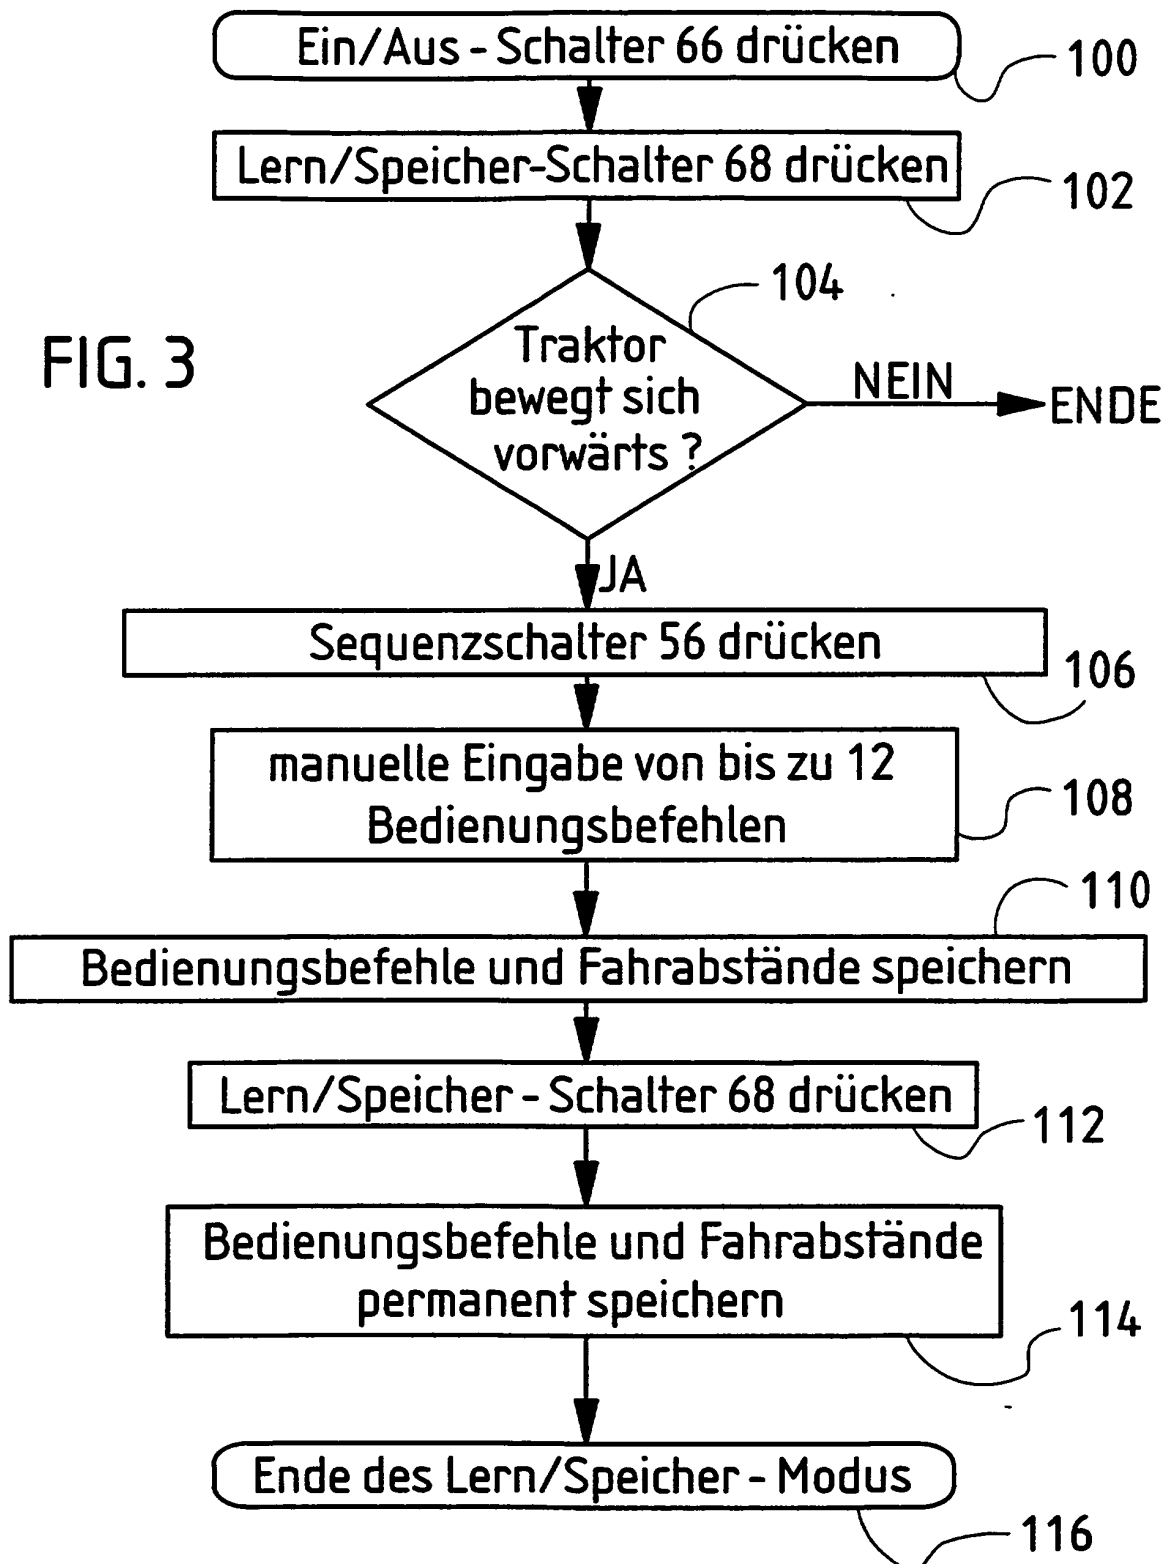 Ein/Aus - Schalter 66 drücken
100
Lern/Speicher-Schalter 68 drücken
102
104
FIG. 3
Traktor
bewegt sich
vorwärts ?
NEIN
ENDE
JA
Sequenzschalter 56 drücken
106
manuelle Eingabe von bis zu 12
Bedienungsbefehlen
108
110
Bedienungsbefehle und Fahrabstände speichern
Lern/Speicher - Schalter 68 drücken
112
Bedienungsbefehle und Fahrabstände
permanent speichern
114
Ende des Lern/Speicher - Modus
116